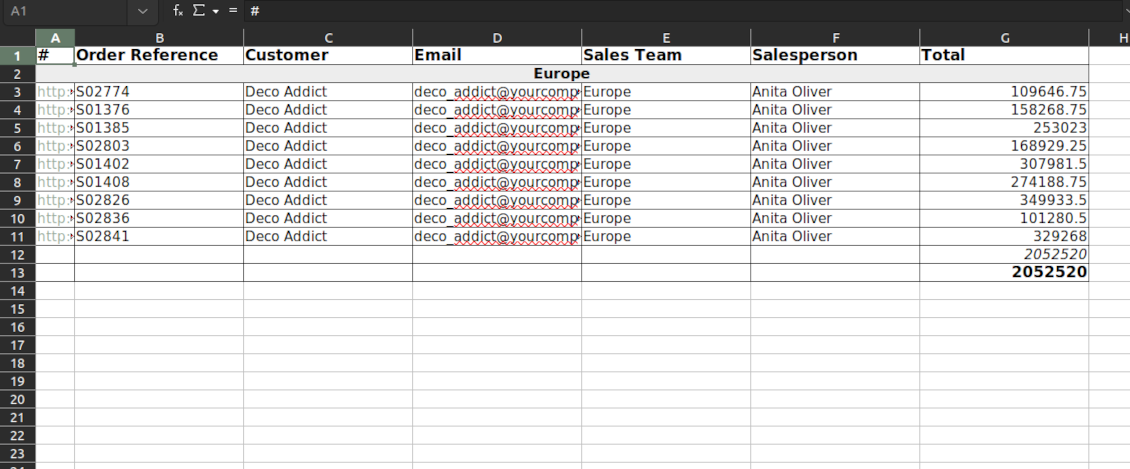 A1 fx Σ = #
A B C D E F G H
1 # Order Reference Customer Email Sales Team Salesperson Total
2 Europe
3 http: S02774 Deco Addict deco_addict@yourcomp Europe Anita Oliver 109646.75
4 http: S01376 Deco Addict deco_addict@yourcomp Europe Anita Oliver 158268.75
5 http: S01385 Deco Addict deco_addict@yourcomp Europe Anita Oliver 253023
6 http: S02803 Deco Addict deco_addict@yourcomp Europe Anita Oliver 168929.25
7 http: S01402 Deco Addict deco_addict@yourcomp Europe Anita Oliver 307981.5
8 http: S01408 Deco Addict deco_addict@yourcomp Europe Anita Oliver 274188.75
9 http: S02826 Deco Addict deco_addict@yourcomp Europe Anita Oliver 349933.5
10 http: S02836 Deco Addict deco_addict@yourcomp Europe Anita Oliver 101280.5
11 http: S02841 Deco Addict deco_addict@yourcomp Europe Anita Oliver 329268
12 2052520
13 2052520
14
15
16
17
18
19
20
21
22
23